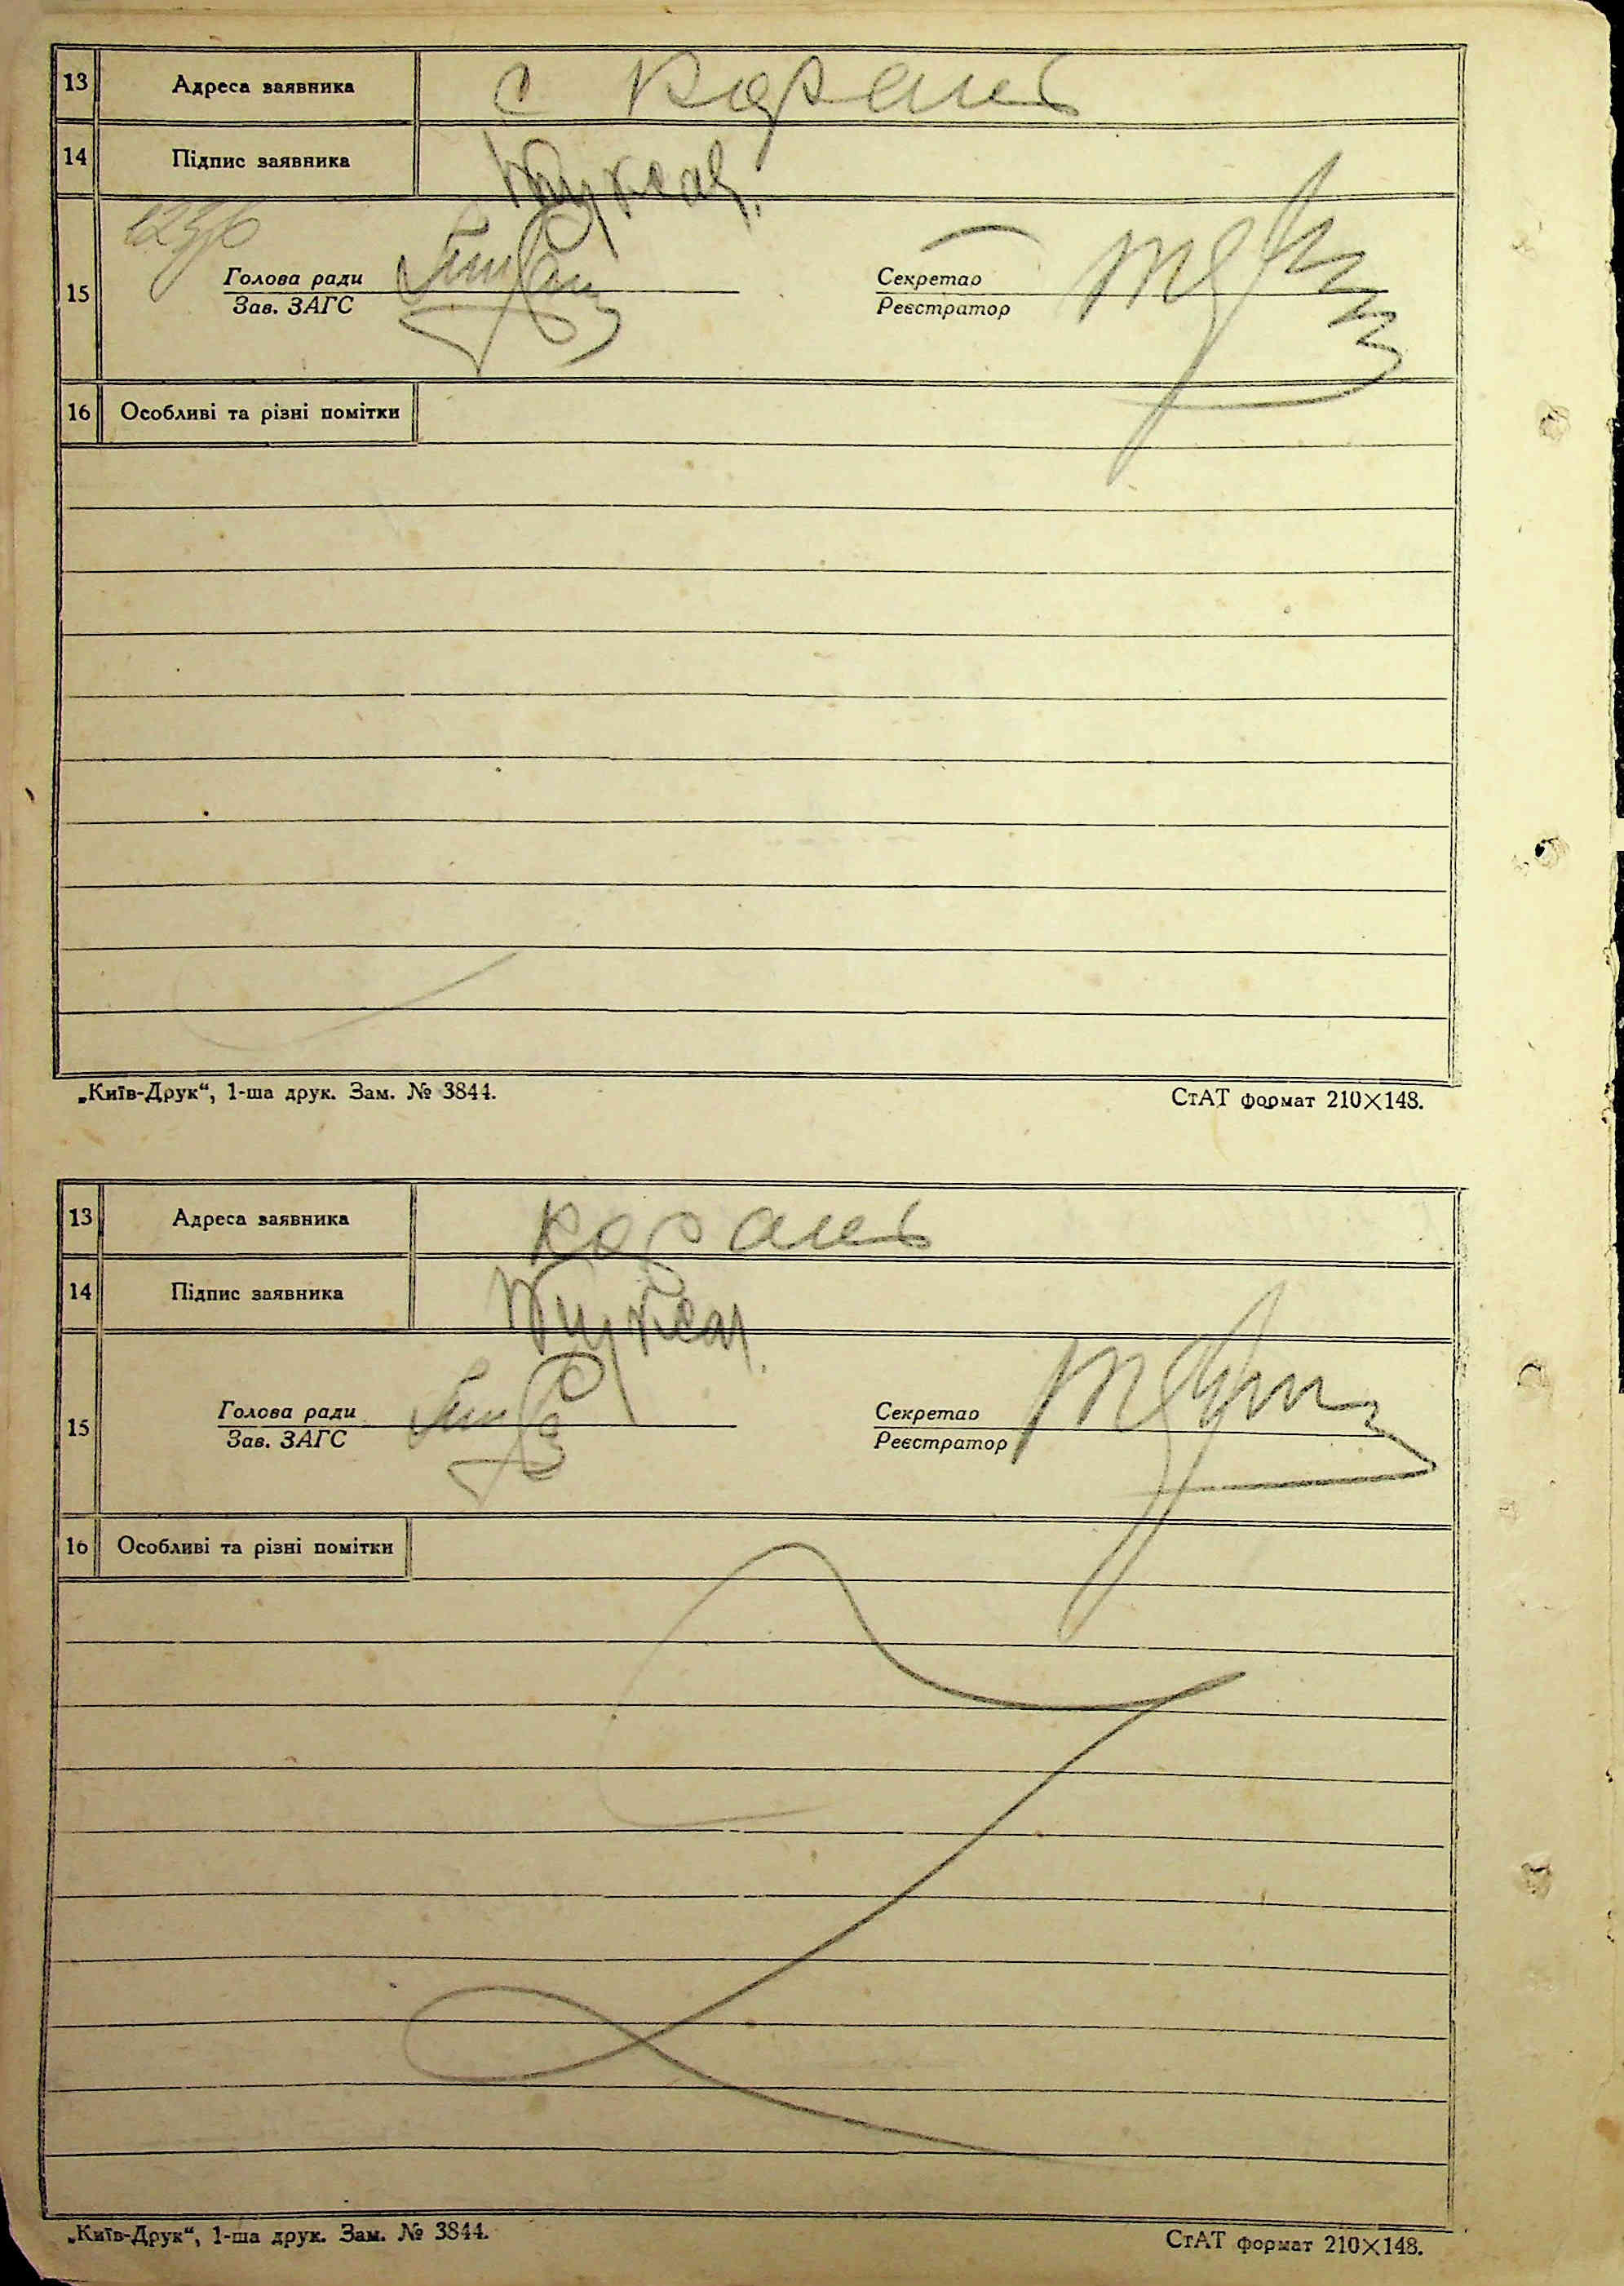 13 Адреса заявника с Карань
14 Підпис заявника
15 Голова ради Секретар
Зав. ЗАГС Реєстратор
16 Особливі та різні помітки
„Київ-Друк“, 1-ша друк. Зам. № 3844. СтАТ формат 210×148.
13 Адреса заявника Карань
14 Підпис заявника
15 Голова ради Секретар
Зав. ЗАГС Реєстратор
16 Особливі та різні помітки
„Київ-Друк“, 1-ша друк. Зам. № 3844. СтАТ формат 210×148.